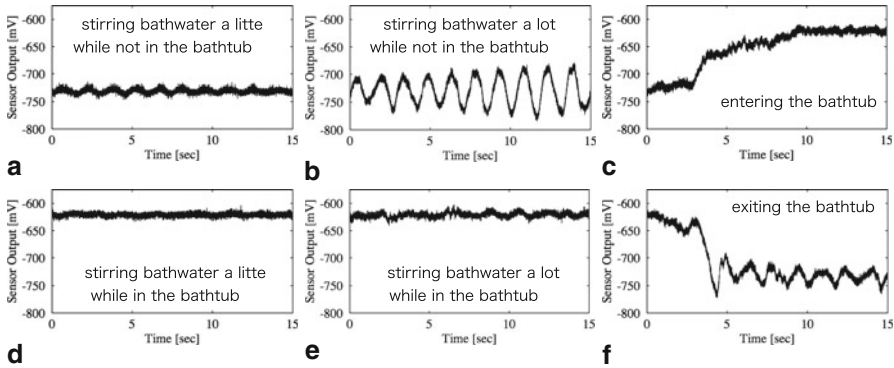 -600
-650
-700
-750
-800
Sensor Output [mV]
stirring bathwater a litte
while not in the bathtub
0 5 10 15
Time [sec]
a
-600
-650
-700
-750
-800
Sensor Output [mV]
stirring bathwater a lot
while not in the bathtub
0 5 10 15
Time [sec]
b
-600
-650
-700
-750
-800
Sensor Output [mV]
entering the bathtub
0 5 10 15
Time [sec]
c
-600
-650
-700
-750
-800
Sensor Output [mV]
stirring bathwater a litte
while in the bathtub
0 5 10 15
Time [sec]
d
-600
-650
-700
-750
-800
Sensor Output [mV]
stirring bathwater a lot
while in the bathtub
0 5 10 15
Time [sec]
e
-600
-650
-700
-750
-800
Sensor Output [mV]
exiting the bathtub
0 5 10 15
Time [sec]
f